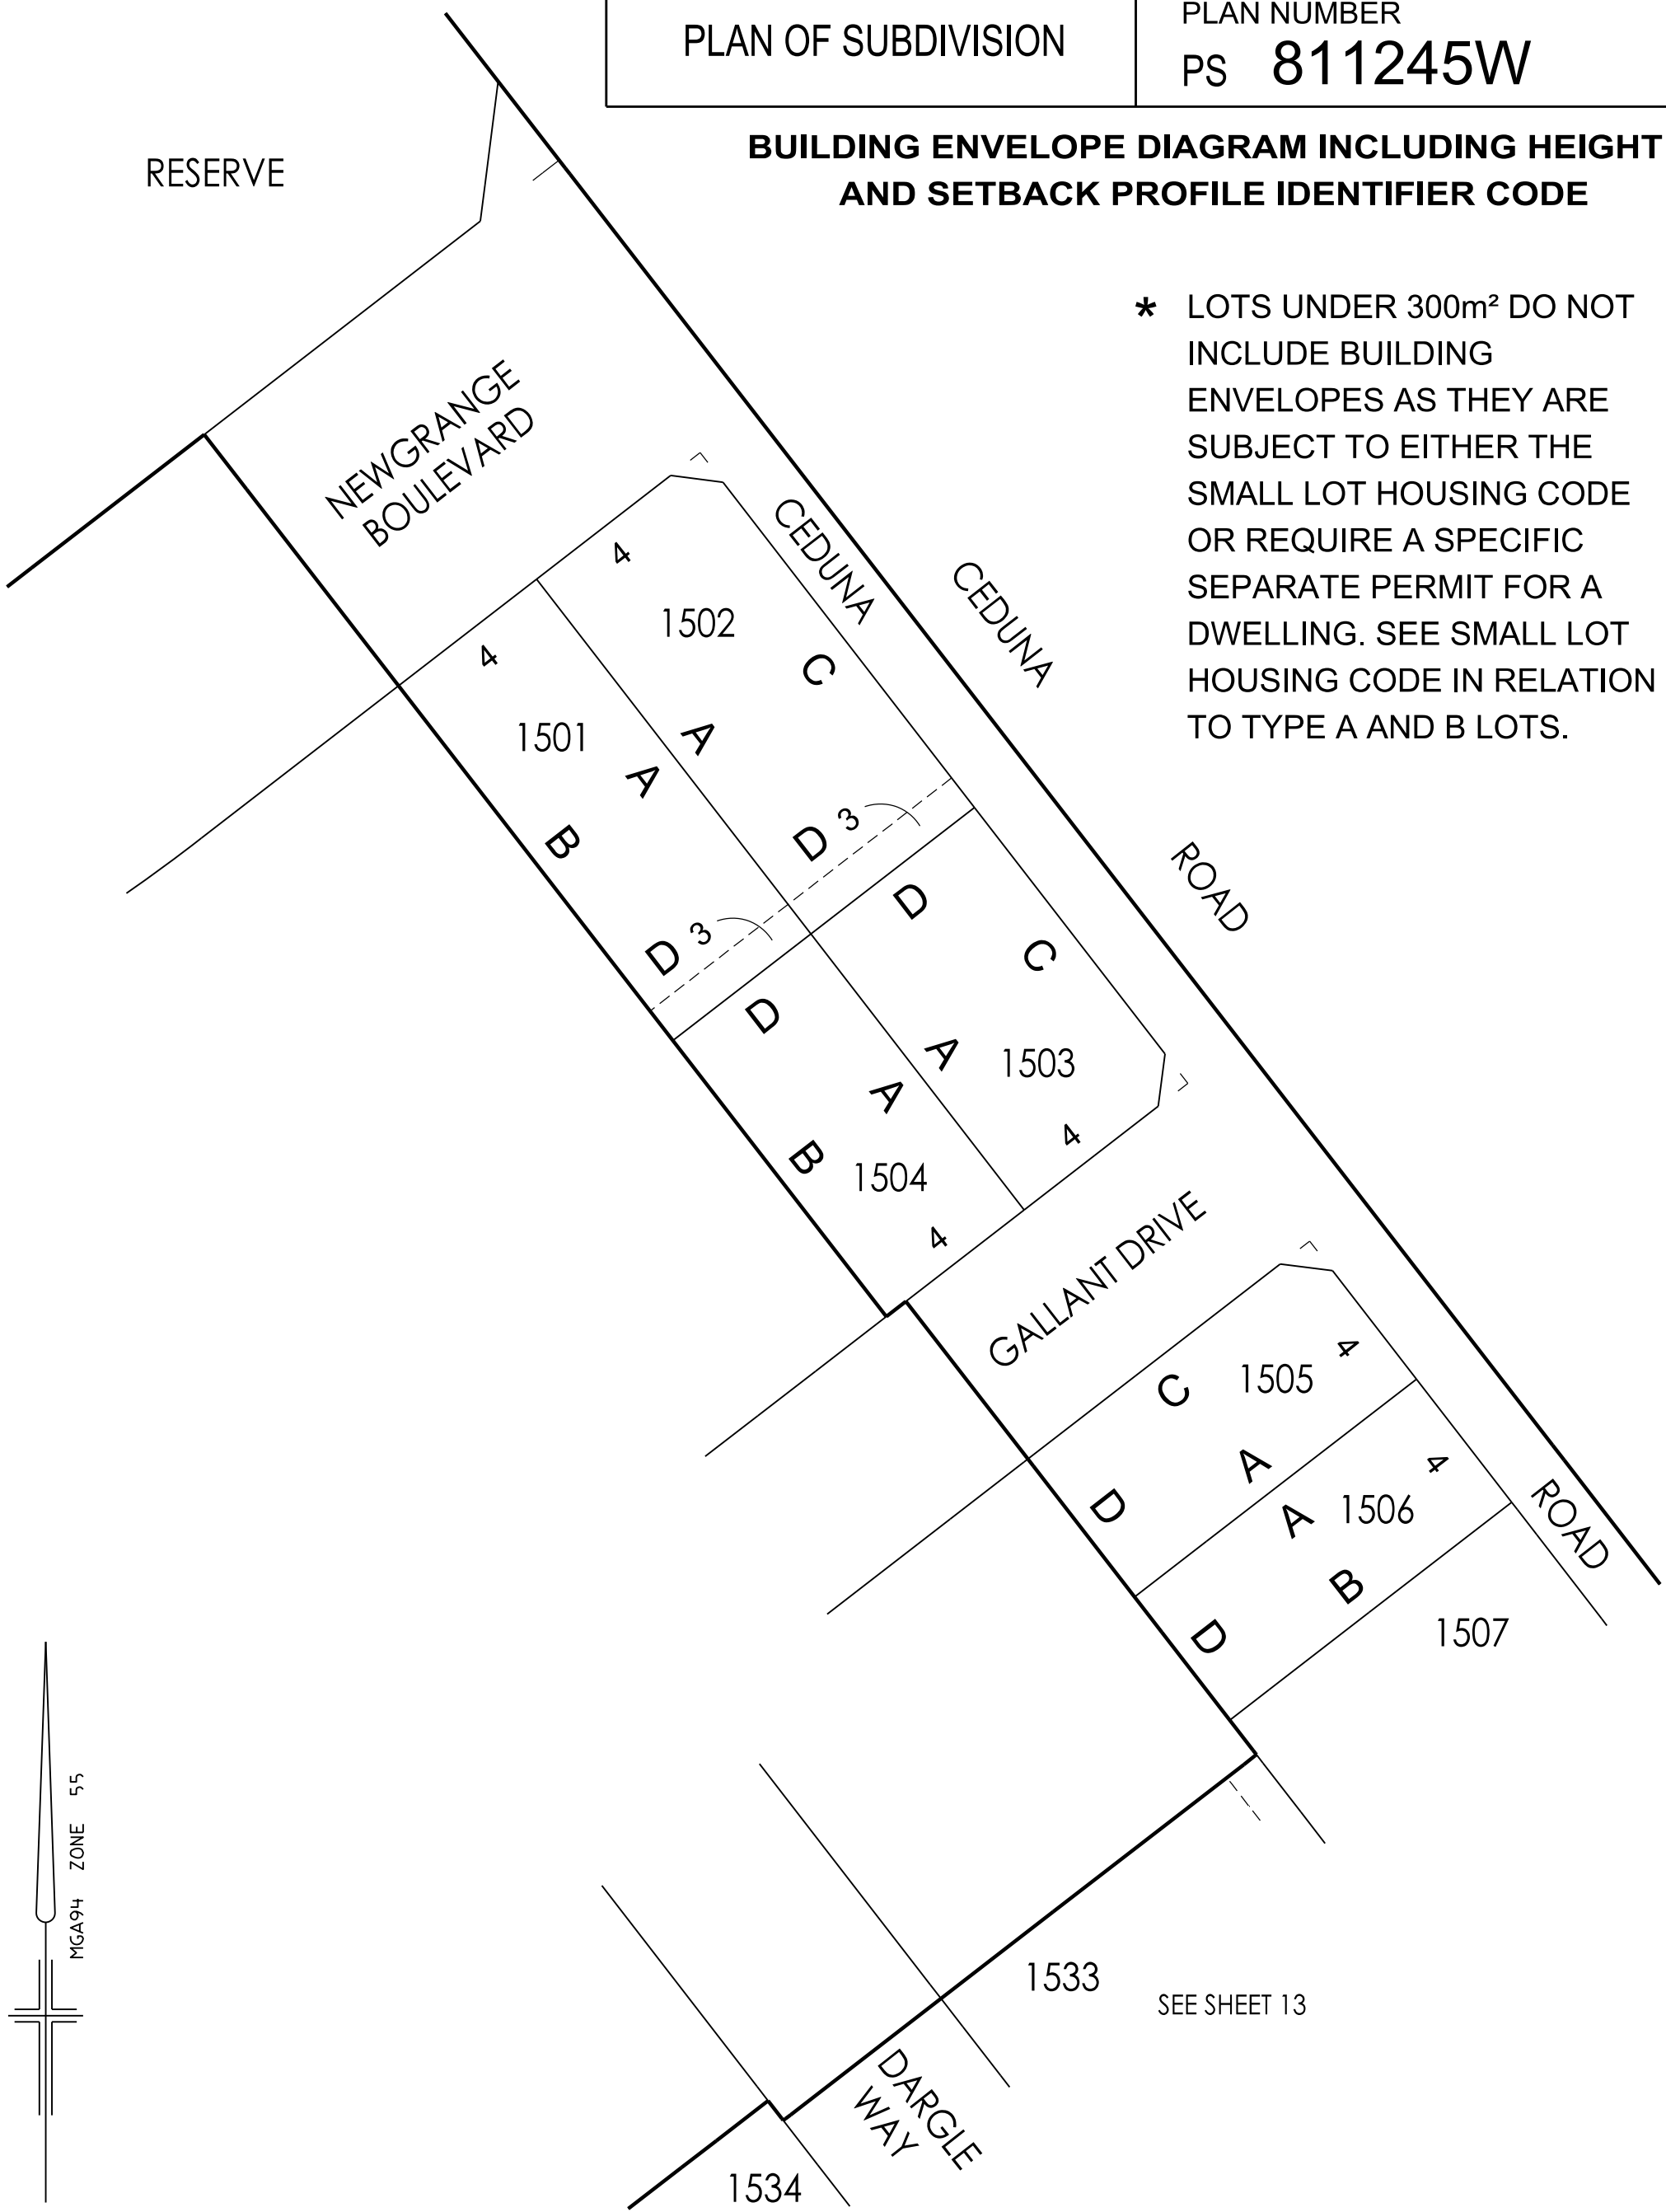 PLAN OF SUBDIVISION
PLAN NUMBER
PS 811245W
BUILDING ENVELOPE DIAGRAM INCLUDING HEIGHT
AND SETBACK PROFILE IDENTIFIER CODE
RESERVE
* LOTS UNDER 300m² DO NOT
INCLUDE BUILDING
ENVELOPES AS THEY ARE
SUBJECT TO EITHER THE
SMALL LOT HOUSING CODE
OR REQUIRE A SPECIFIC
SEPARATE PERMIT FOR A
DWELLING. SEE SMALL LOT
HOUSING CODE IN RELATION
TO TYPE A AND B LOTS.
NEWGRANGE
BOULEVARD
CEDUNA
CEDUNA
ROAD
4
1502
C
A
D 3
4
1501
A
B
D 3
D
C
A
1503
4
D
A
B
1504
4
GALLANT DRIVE
4
1505
C
A
D
4
1506
A
B
D
ROAD
1507
MGA94 ZONE 55
1533
SEE SHEET 13
DARGLE
WAY
1534